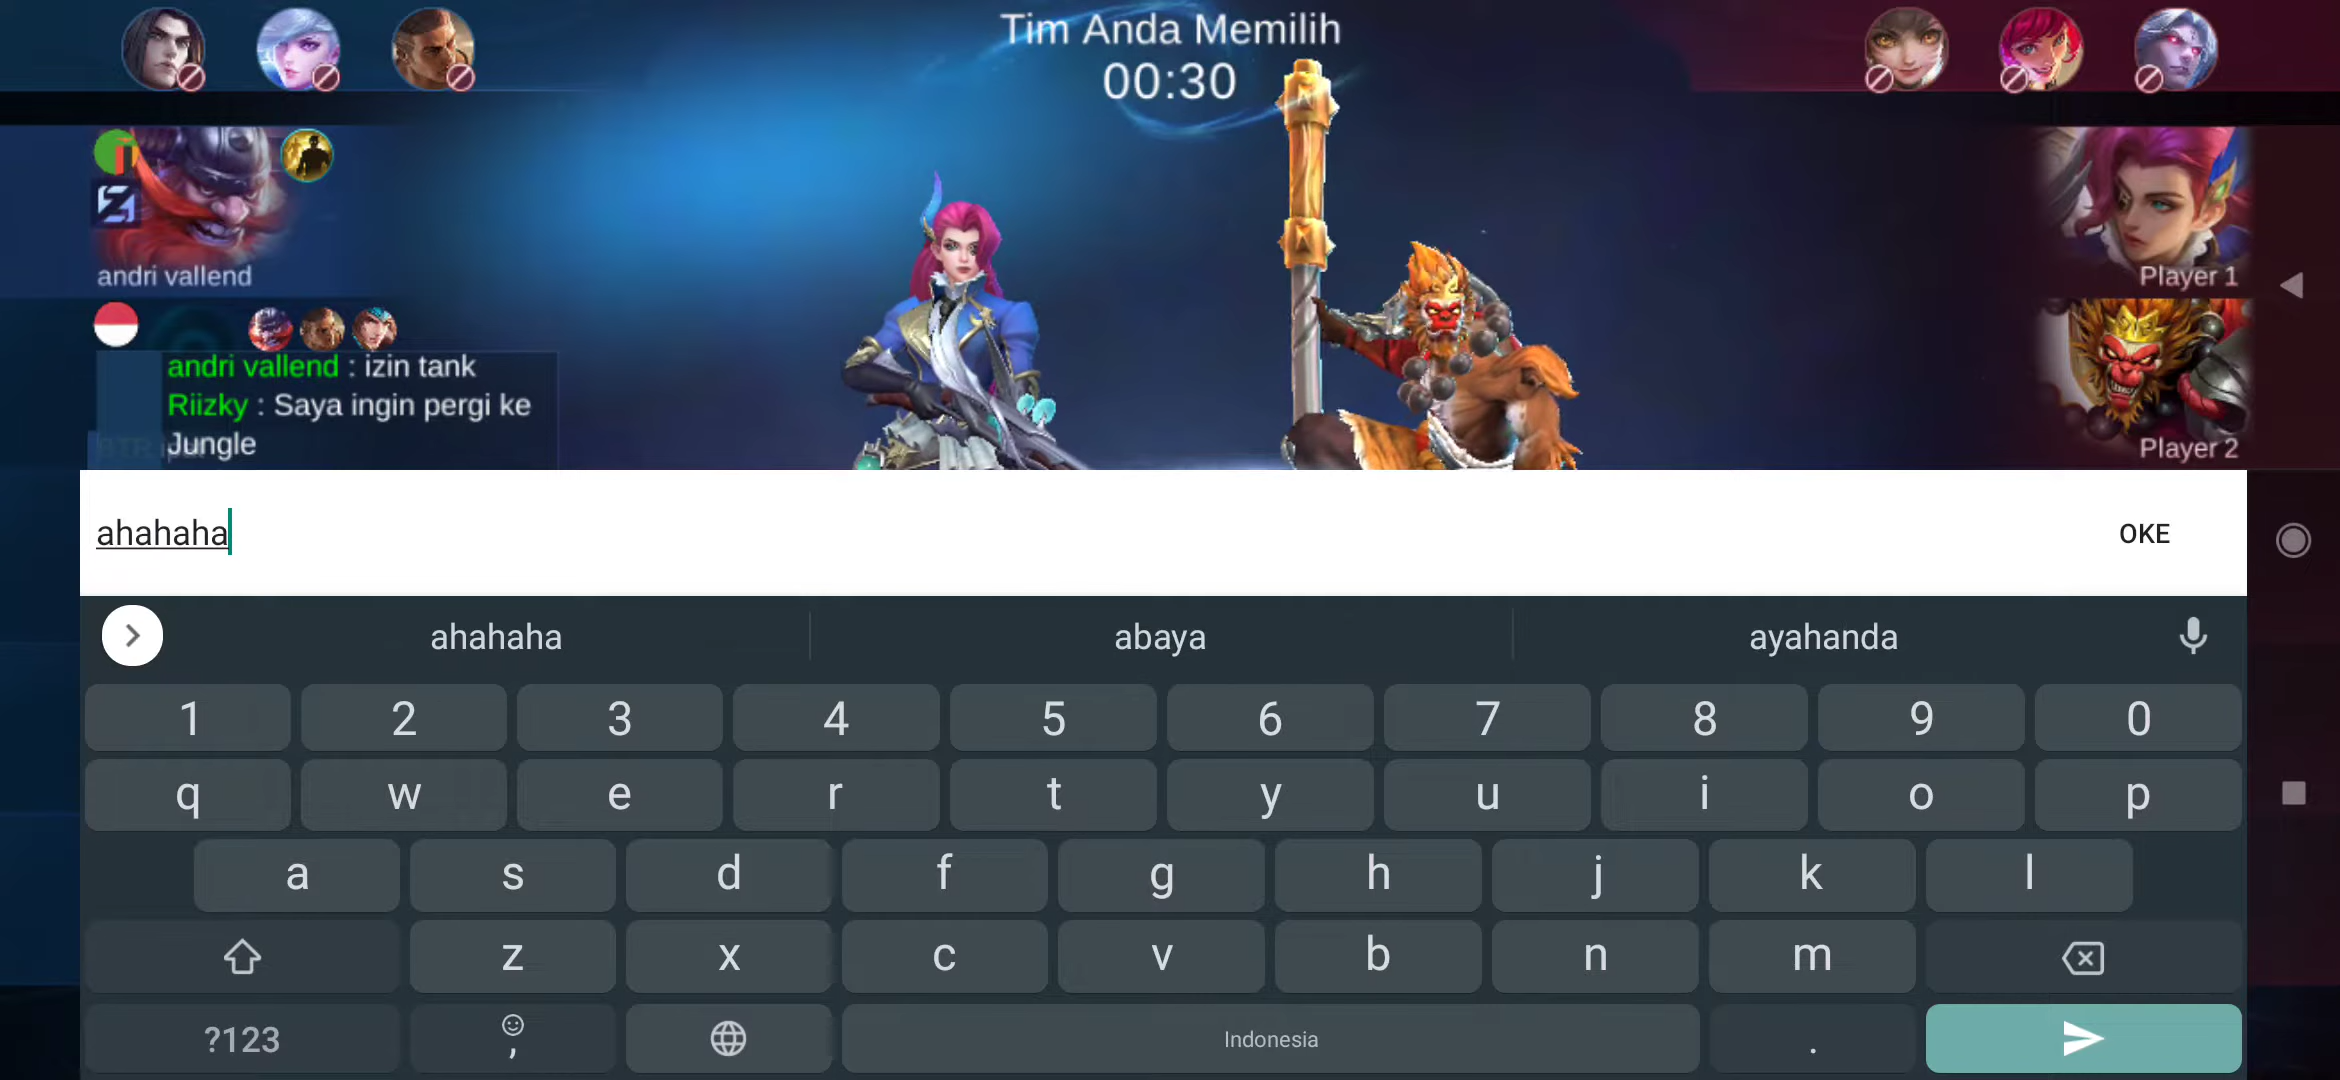 Tim Anda Memilih
00:30
andri vallend
Player 1
andri vallend : izin tank
Riizky : Saya ingin pergi ke
Jungle
Player 2
ahahaha
OKE
ahahaha abaya ayahanda
1 2 3 4 5 6 7 8 9 0
q w e r t y u i o p
a s d f g h j k l
z x c v b n m
?123 , Indonesia .